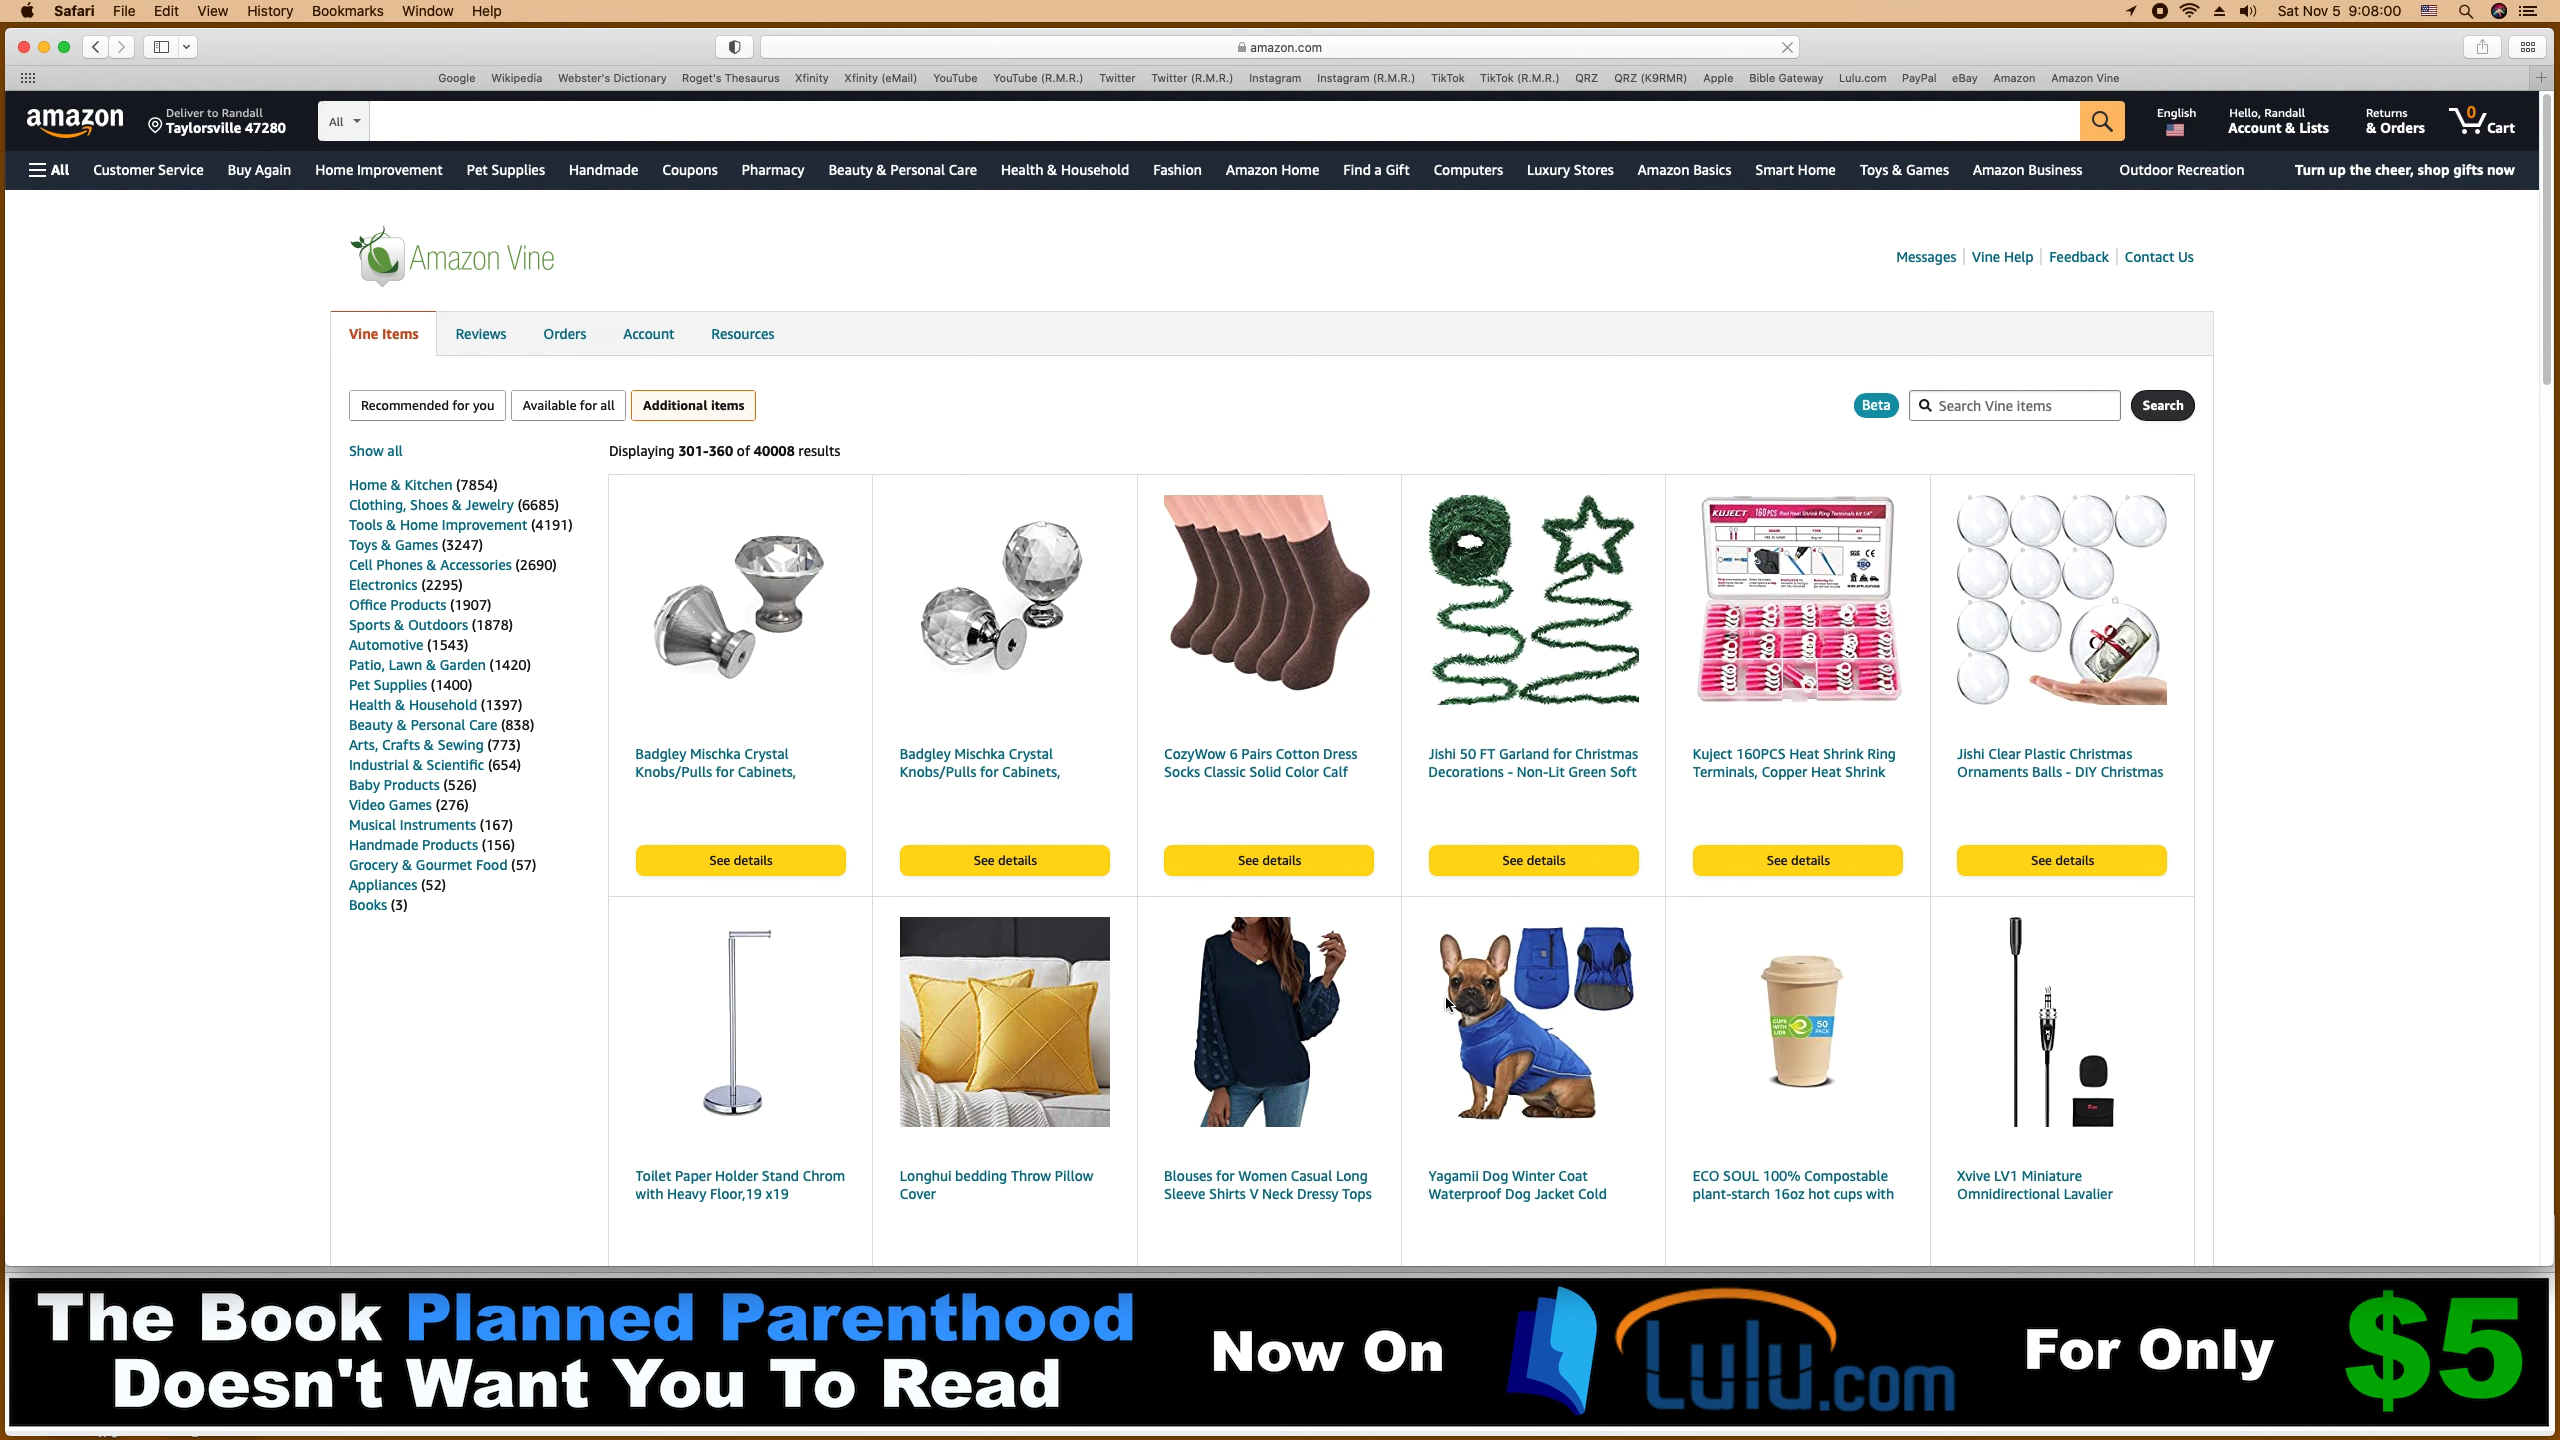 Safari File Edit View History Bookmarks Window Help
Sat Nov 5 9:08:00
amazon.com
Google Wikipedia Webster's Dictionary Roget's Thesaurus Xfinity Xfinity (eMail) YouTube YouTube (R.M.R.) Twitter Twitter (R.M.R.) Instagram Instagram (R.M.R.) TikTok TikTok (R.M.R.) QRZ QRZ (K9RMR) Apple Bible Gateway Lulu.com PayPal eBay Amazon Amazon Vine
amazon
Deliver to Randall
Taylorsville 47280
All
English
Hello, Randall
Account & Lists
Returns
& Orders
0
Cart
All Customer Service Buy Again Home Improvement Pet Supplies Handmade Coupons Pharmacy Beauty & Personal Care Health & Household Fashion Amazon Home Find a Gift Computers Luxury Stores Amazon Basics Smart Home Toys & Games Amazon Business Outdoor Recreation Turn up the cheer, shop gifts now
Amazon Vine
Messages Vine Help Feedback Contact Us
Vine Items Reviews Orders Account Resources
Recommended for you Available for all Additional items
Beta Search Vine items Search
Show all
Displaying 301-360 of 40008 results
Home & Kitchen (7854)
Clothing, Shoes & Jewelry (6685)
Tools & Home Improvement (4191)
Toys & Games (3247)
Cell Phones & Accessories (2690)
Electronics (2295)
Office Products (1907)
Sports & Outdoors (1878)
Automotive (1543)
Patio, Lawn & Garden (1420)
Pet Supplies (1400)
Health & Household (1397)
Beauty & Personal Care (838)
Arts, Crafts & Sewing (773)
Industrial & Scientific (654)
Baby Products (526)
Video Games (276)
Musical Instruments (167)
Handmade Products (156)
Grocery & Gourmet Food (57)
Appliances (52)
Books (3)
KUJECT 160PCS Red Heat Shrink Ring Terminals kit 1/4"
Badgley Mischka Crystal
Knobs/Pulls for Cabinets,
See details
Badgley Mischka Crystal
Knobs/Pulls for Cabinets,
See details
CozyWow 6 Pairs Cotton Dress
Socks Classic Solid Color Calf
See details
Jishi 50 FT Garland for Christmas
Decorations - Non-Lit Green Soft
See details
Kuject 160PCS Heat Shrink Ring
Terminals, Copper Heat Shrink
See details
Jishi Clear Plastic Christmas
Ornaments Balls - DIY Christmas
See details
CUPS WITH LIDS
50 PACK
Toilet Paper Holder Stand Chrom
with Heavy Floor,19 x19
Longhui bedding Throw Pillow
Cover
Blouses for Women Casual Long
Sleeve Shirts V Neck Dressy Tops
Yagamii Dog Winter Coat
Waterproof Dog Jacket Cold
ECO SOUL 100% Compostable
plant-starch 16oz hot cups with
Xvive LV1 Miniature
Omnidirectional Lavalier
The Book Planned Parenthood
Doesn't Want You To Read
Now On
Lulu.com
For Only
$5